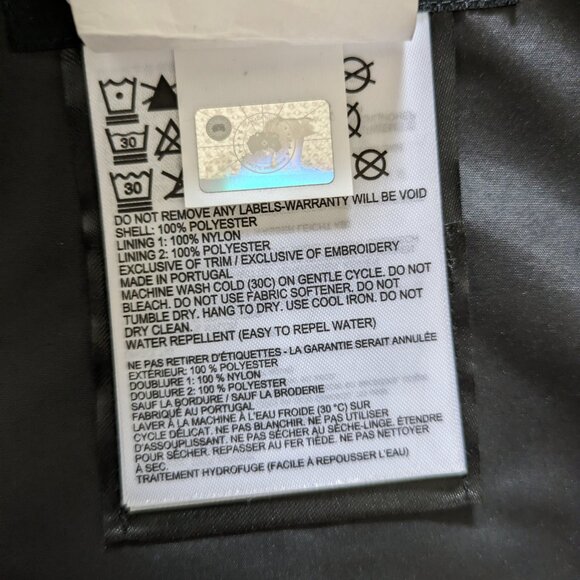 30
30
DO NOT REMOVE ANY LABELS-WARRANTY WILL BE VOID
SHELL: 100% POLYESTER
LINING 1: 100% NYLON
LINING 2: 100% POLYESTER
EXCLUSIVE OF TRIM / EXCLUSIVE OF EMBROIDERY
MADE IN PORTUGAL
MACHINE WASH COLD (30C) ON GENTLE CYCLE. DO NOT
BLEACH. DO NOT USE FABRIC SOFTENER. DO NOT
TUMBLE DRY. HANG TO DRY. USE COOL IRON. DO NOT
DRY CLEAN.
WATER REPELLENT (EASY TO REPEL WATER)
NE PAS RETIRER D'ÉTIQUETTES - LA GARANTIE SERAIT ANNULÉE
EXTÉRIEUR: 100 % POLYESTER
DOUBLURE 1: 100 % NYLON
DOUBLURE 2: 100 % POLYESTER
SAUF LA BORDURE / SAUF LA BRODERIE
FABRIQUÉ AU PORTUGAL
LAVER À LA MACHINE À L'EAU FROIDE (30 °C) SUR
CYCLE DÉLICAT. NE PAS BLANCHIR. NE PAS UTILISER
D'ASSOUPLISSANT. NE PAS SÉCHER AU SÈCHE-LINGE. ÉTENDRE
POUR SÉCHER. REPASSER AU FER TIÈDE. NE PAS NETTOYER
À SEC.
TRAITEMENT HYDROFUGE (FACILE À REPOUSSER L'EAU)